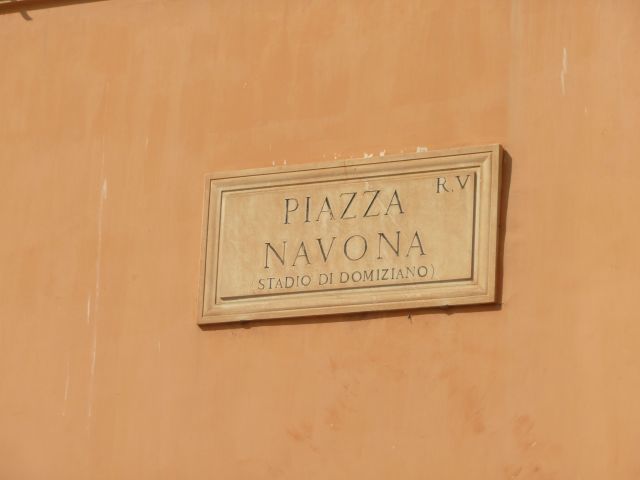 R.V
PIAZZA
NAVONA
(STADIO DI DOMIZIANO)